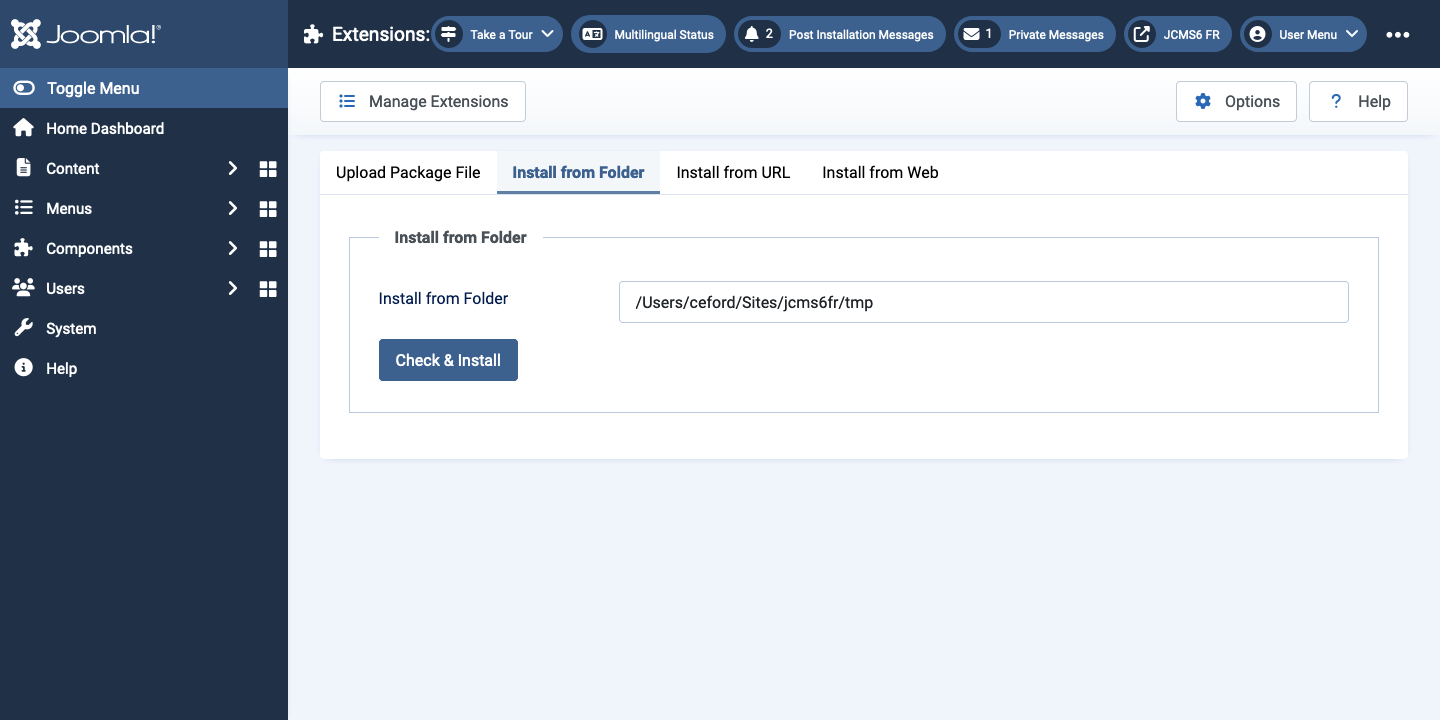 Joomla!®
Extensions:
Take a Tour
Multilingual Status
2 Post Installation Messages
1 Private Messages
JCMS6 FR
User Menu
Toggle Menu
Home Dashboard
Content
Menus
Components
Users
System
Help
Manage Extensions
Options
? Help
Upload Package File
Install from Folder
Install from URL
Install from Web
Install from Folder
Install from Folder
/Users/ceford/Sites/jcms6fr/tmp
Check & Install